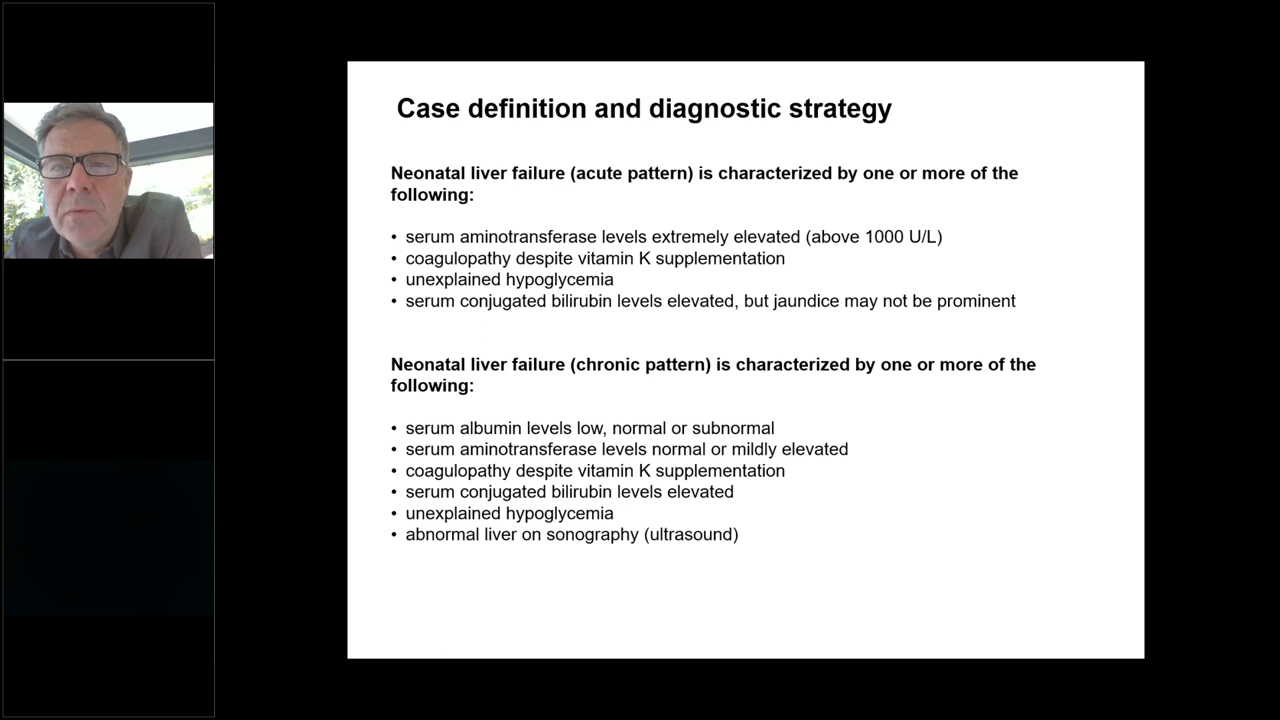 Case definition and diagnostic strategy
Neonatal liver failure (acute pattern) is characterized by one or more of the
following:
• serum aminotransferase levels extremely elevated (above 1000 U/L)
• coagulopathy despite vitamin K supplementation
• unexplained hypoglycemia
• serum conjugated bilirubin levels elevated, but jaundice may not be prominent
Neonatal liver failure (chronic pattern) is characterized by one or more of the
following:
• serum albumin levels low, normal or subnormal
• serum aminotransferase levels normal or mildly elevated
• coagulopathy despite vitamin K supplementation
• serum conjugated bilirubin levels elevated
• unexplained hypoglycemia
• abnormal liver on sonography (ultrasound)